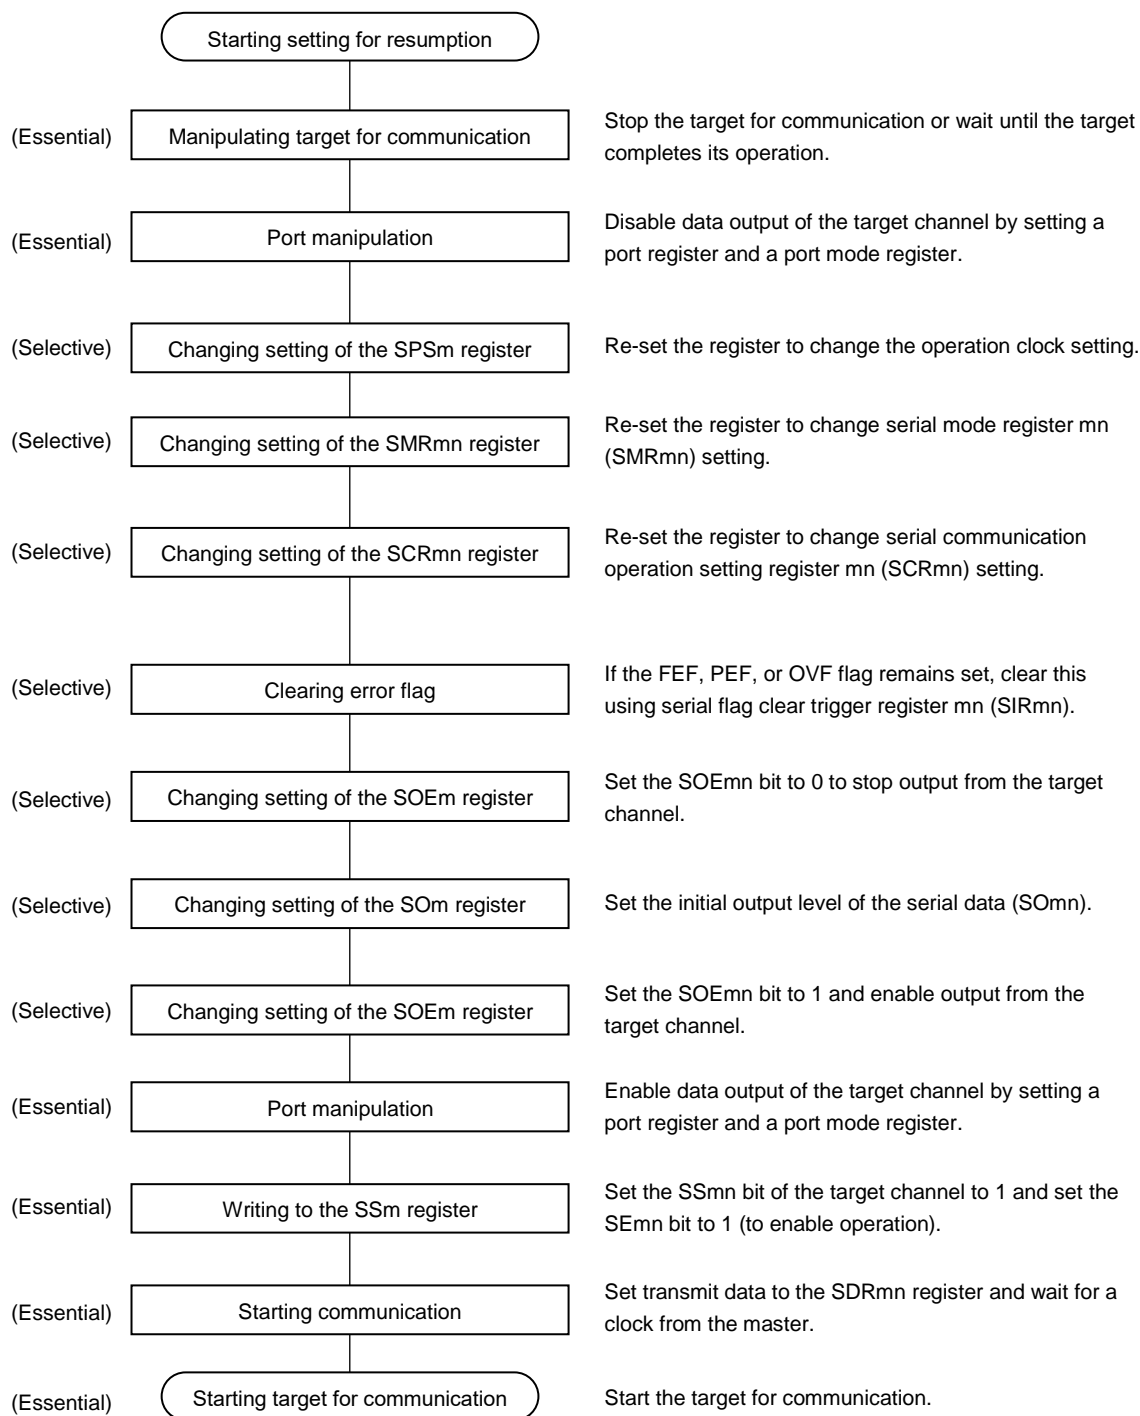 Starting setting for resumption
(Essential)
Manipulating target for communication
Stop the target for communication or wait until the target
completes its operation.
(Essential)
Port manipulation
Disable data output of the target channel by setting a
port register and a port mode register.
(Selective)
Changing setting of the SPSm register
Re-set the register to change the operation clock setting.
(Selective)
Changing setting of the SMRmn register
Re-set the register to change serial mode register mn
(SMRmn) setting.
(Selective)
Changing setting of the SCRmn register
Re-set the register to change serial communication
operation setting register mn (SCRmn) setting.
(Selective)
Clearing error flag
If the FEF, PEF, or OVF flag remains set, clear this
using serial flag clear trigger register mn (SIRmn).
(Selective)
Changing setting of the SOEm register
Set the SOEmn bit to 0 to stop output from the target
channel.
(Selective)
Changing setting of the SOm register
Set the initial output level of the serial data (SOmn).
(Selective)
Changing setting of the SOEm register
Set the SOEmn bit to 1 and enable output from the
target channel.
(Essential)
Port manipulation
Enable data output of the target channel by setting a
port register and a port mode register.
(Essential)
Writing to the SSm register
Set the SSmn bit of the target channel to 1 and set the
SEmn bit to 1 (to enable operation).
(Essential)
Starting communication
Set transmit data to the SDRmn register and wait for a
clock from the master.
(Essential)
Starting target for communication
Start the target for communication.